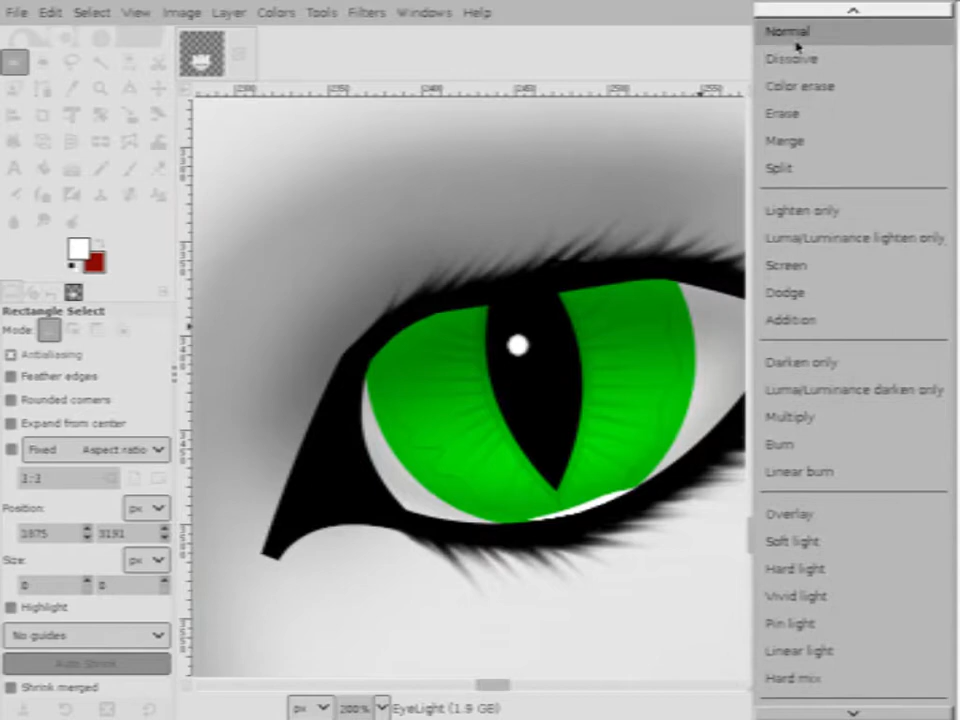 File Edit Select View Image Layer Colors Tools Filters Windows Help
Rectangle Select
Mode:
Antialiasing
Feather edges
Rounded corners
Expand from center
Fixed Aspect ratio
1:1
Position: px
3191
Size: px
0 0
Highlight
No guides
Auto Shrink
Shrink merged
px 200% EyeLight (1.9 GB)
Normal
Dissolve
Color erase
Erase
Merge
Split
Lighten only
Luma/Luminance lighten only
Screen
Dodge
Addition
Darken only
Luma/Luminance darken only
Multiply
Burn
Linear burn
Overlay
Soft light
Hard light
Vivid light
Pin light
Linear light
Hard mix